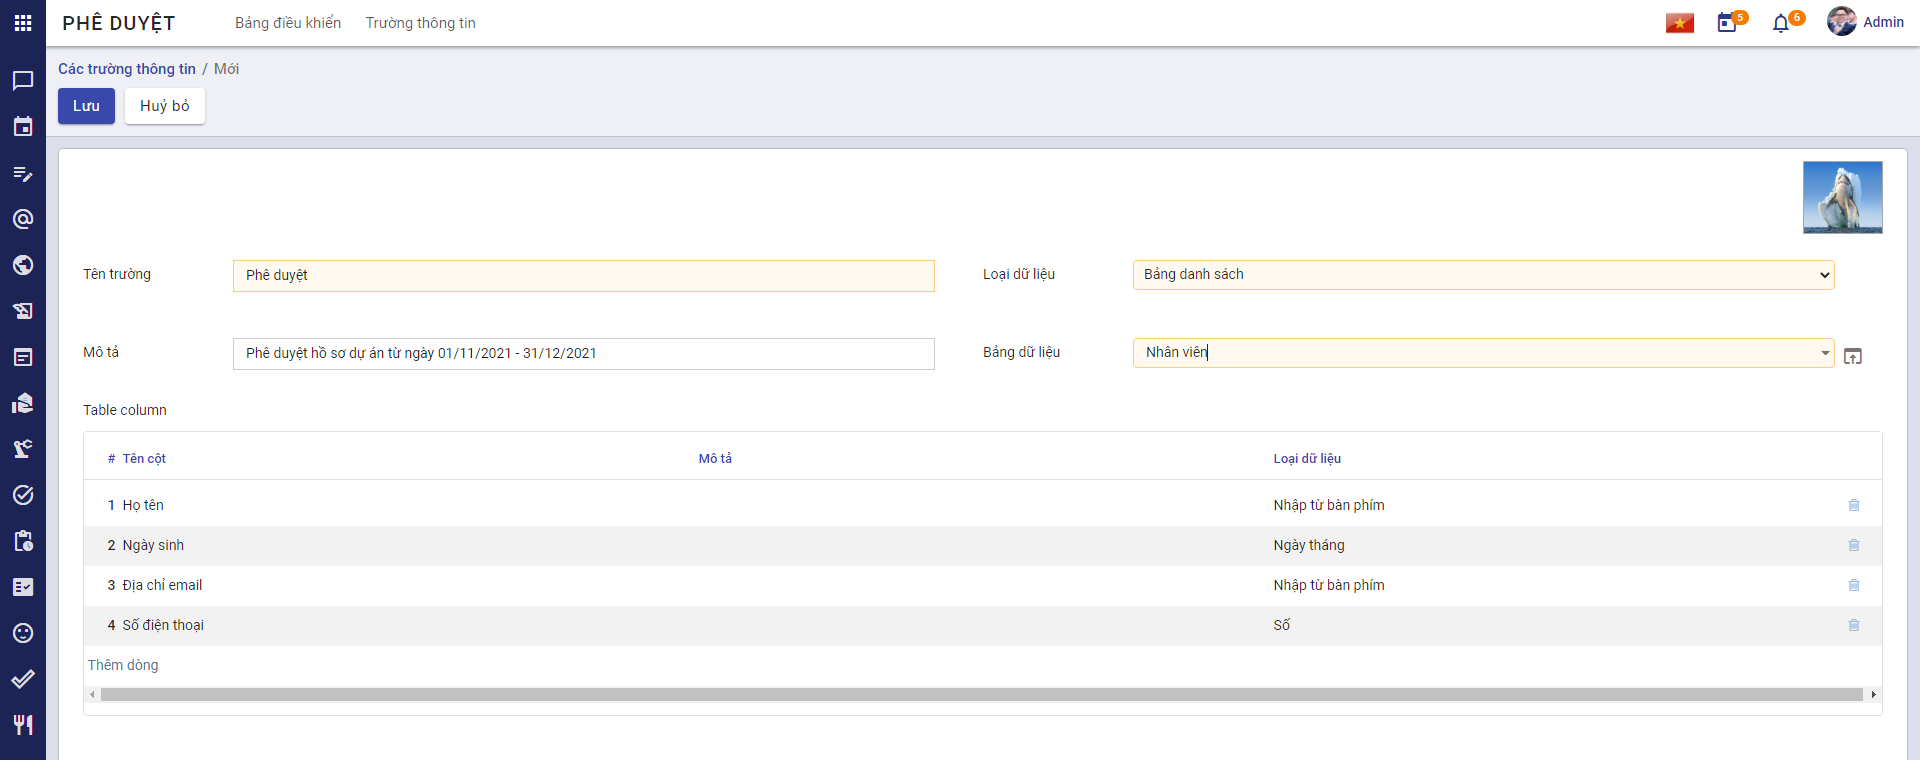 PHÊ DUYỆT Bảng điều khiển Trường thông tin 5 6 Admin
Các trường thông tin / Mới
Lưu Huỷ bỏ
Tên trường Phê duyệt Loại dữ liệu Bảng danh sách
Mô tả Phê duyệt hồ sơ dự án từ ngày 01/11/2021 - 31/12/2021 Bảng dữ liệu Nhân viên
Table column
# Tên cột Mô tả Loại dữ liệu
1 Họ tên Nhập từ bàn phím
2 Ngày sinh Ngày tháng
3 Địa chỉ email Nhập từ bàn phím
4 Số điện thoại Số
Thêm dòng